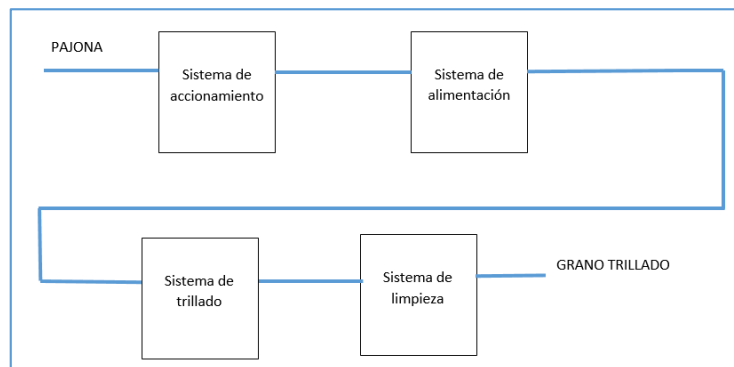 PAJONA
Sistema de
accionamiento
Sistema de
alimentación
Sistema de
trillado
Sistema de
limpieza
GRANO TRILLADO